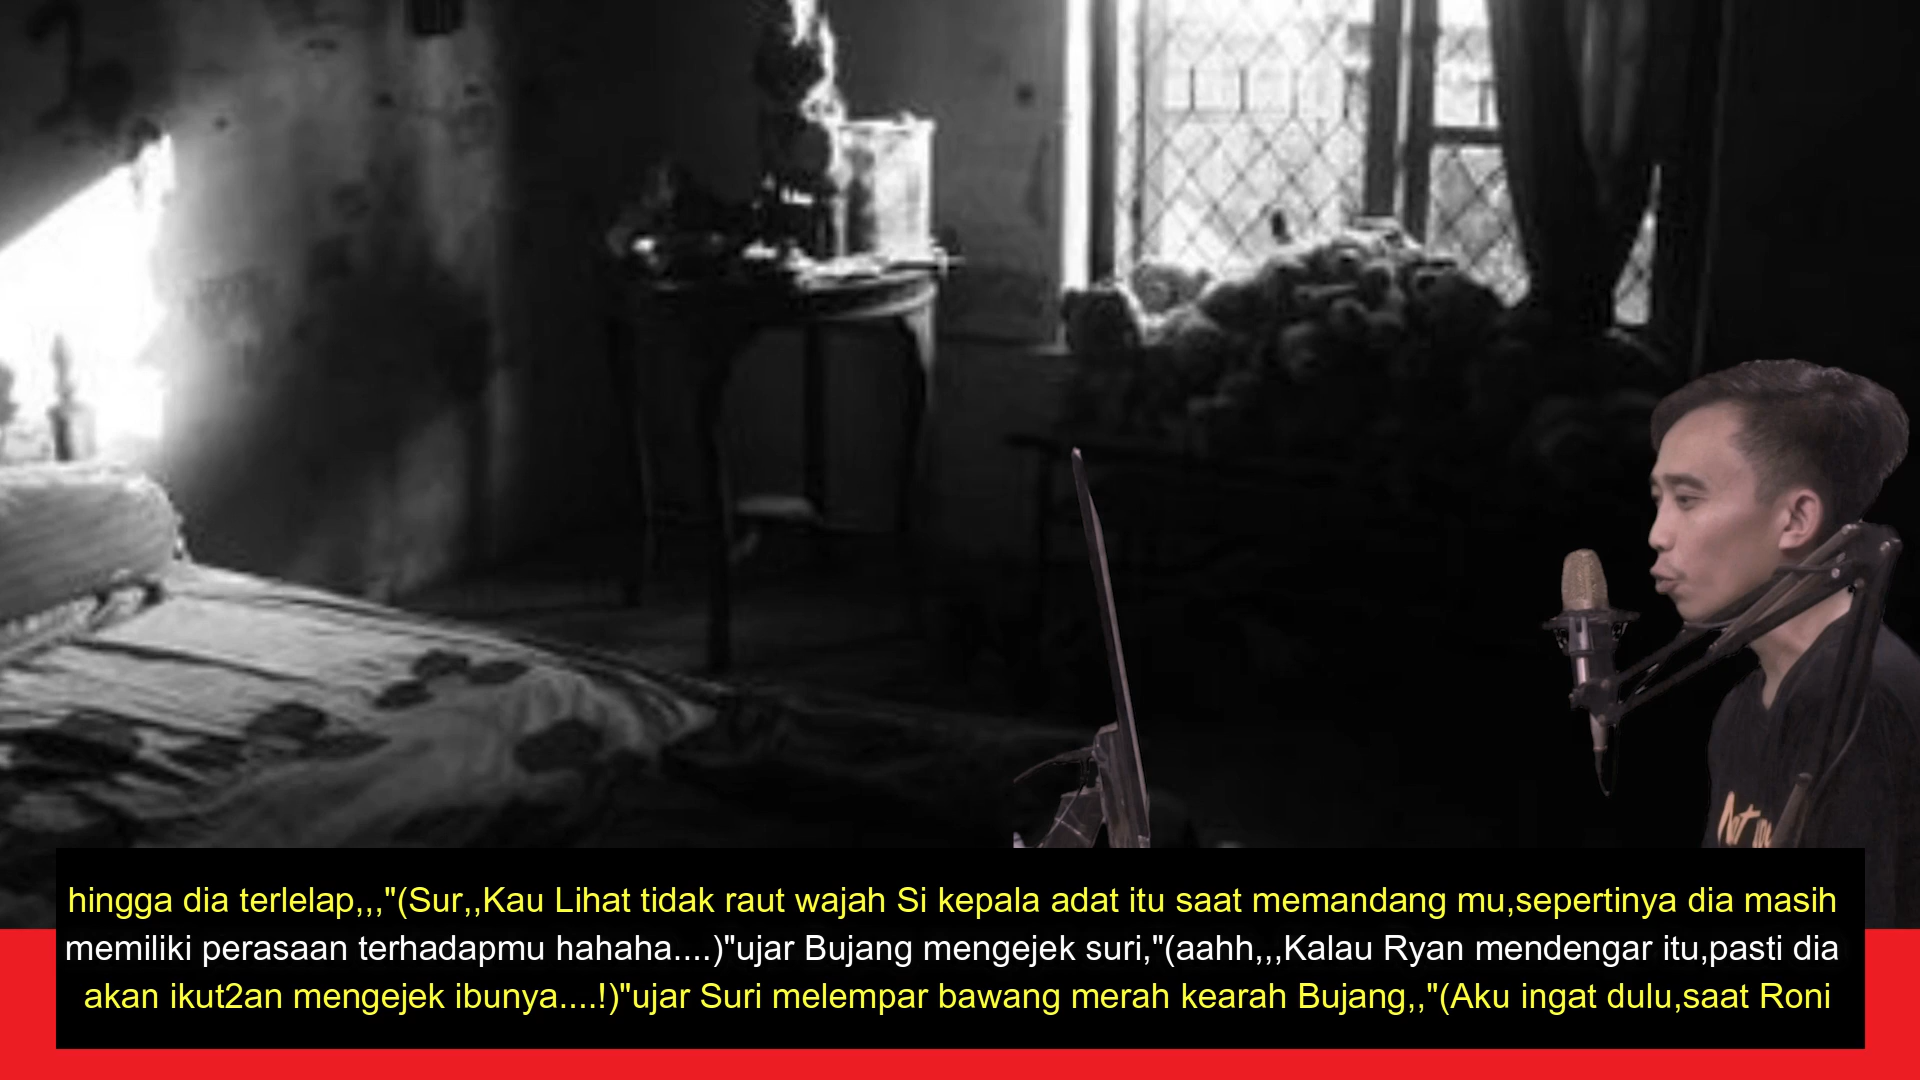 hingga dia terlelap,,,"(Sur,,Kau Lihat tidak raut wajah Si kepala adat itu saat memandang mu,sepertinya dia masih
memiliki perasaan terhadapmu hahaha....)"ujar Bujang mengejek suri,"(aahh,,,Kalau Ryan mendengar itu,pasti dia
akan ikut2an mengejek ibunya....!)"ujar Suri melempar bawang merah kearah Bujang,,"(Aku ingat dulu,saat Roni